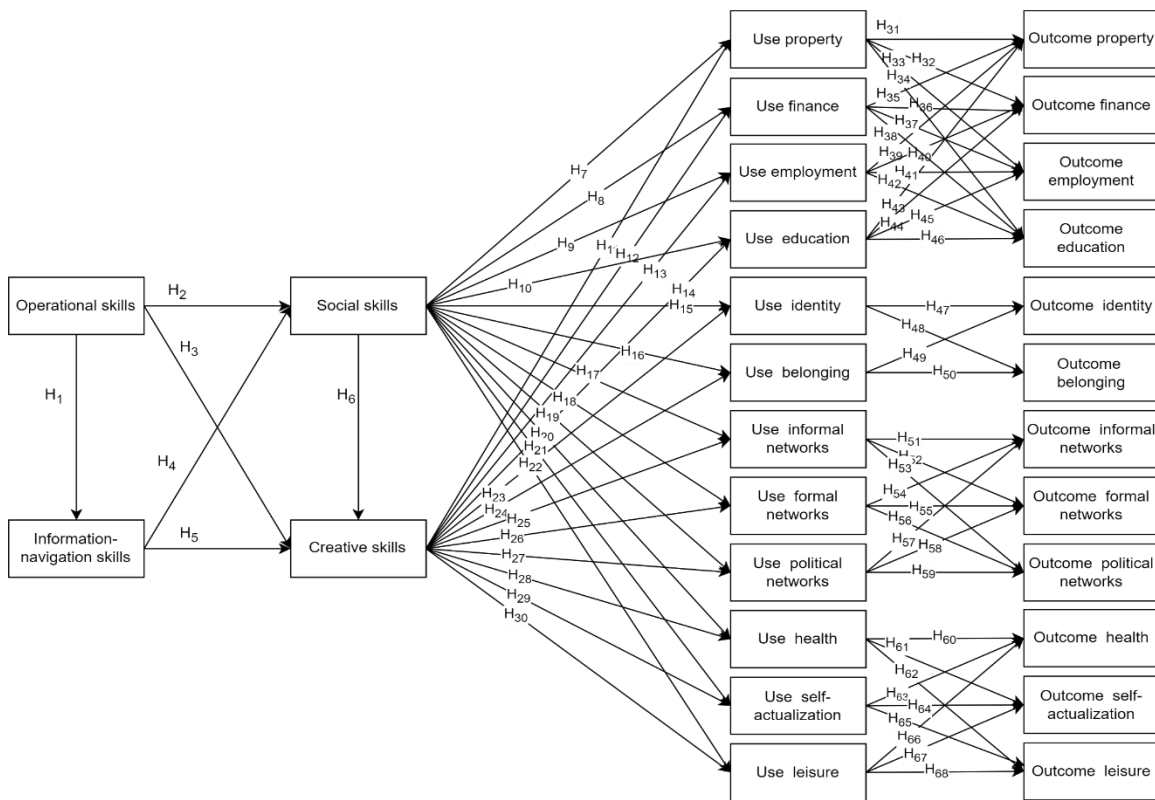 Operational skills
Information-
navigation skills
Social skills
Creative skills
H₁
H₂
H₃
H₄
H₅
H₆
H₇
H₈
H₉
H₁₀
H₁₁
H₁₂
H₁₃
H₁₄
H₁₅
H₁₆
H₁₇
H₁₈
H₁₉
H₂₀
H₂₁
H₂₂
H₂₃
H₂₄
H₂₅
H₂₆
H₂₇
H₂₈
H₂₉
H₃₀
Use property
Use finance
Use employment
Use education
Use identity
Use belonging
Use informal
networks
Use formal
networks
Use political
networks
Use health
Use self-
actualization
Use leisure
H₃₁
H₃₂
H₃₃
H₃₄
H₃₅
H₃₆
H₃₇
H₃₈
H₃₉
H₄₀
H₄₁
H₄₂
H₄₃
H₄₄
H₄₅
H₄₆
H₄₇
H₄₈
H₄₉
H₅₀
H₅₁
H₅₂
H₅₃
H₅₄
H₅₅
H₅₆
H₅₇
H₅₈
H₅₉
H₆₀
H₆₁
H₆₂
H₆₃
H₆₄
H₆₅
H₆₆
H₆₇
H₆₈
Outcome property
Outcome finance
Outcome
employment
Outcome
education
Outcome identity
Outcome
belonging
Outcome informal
networks
Outcome formal
networks
Outcome political
networks
Outcome health
Outcome self-
actualization
Outcome leisure